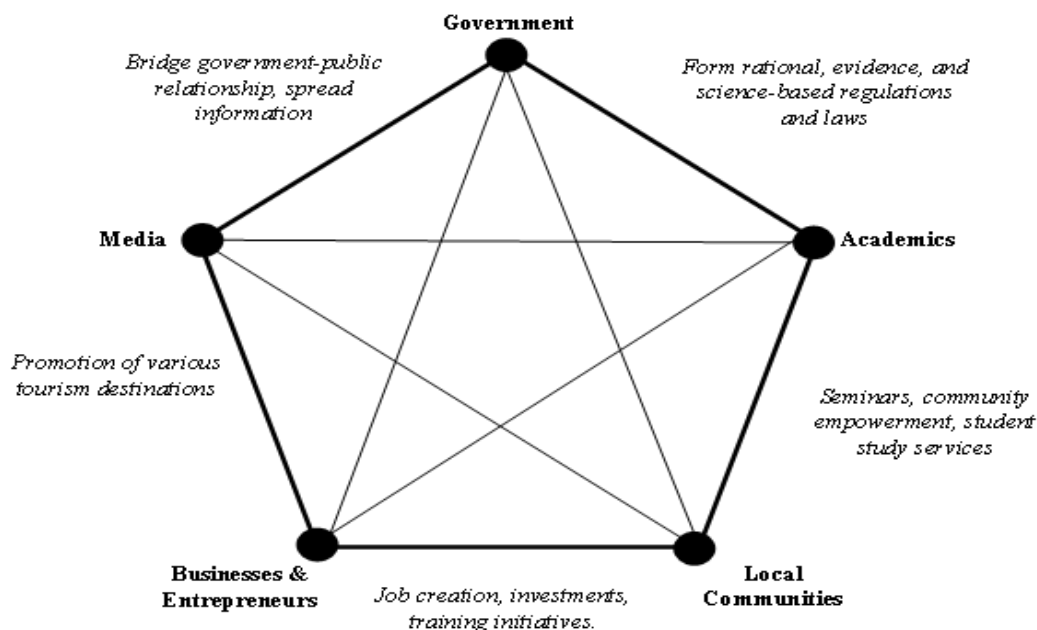 Government
Bridge government-public
relationship, spread
information
Form rational, evidence, and
science-based regulations
and laws
Media
Academics
Promotion of various
tourism destinations
Seminars, community
empowerment, student
study services
Businesses &
Entrepreneurs
Job creation, investments,
training initiatives.
Local
Communities